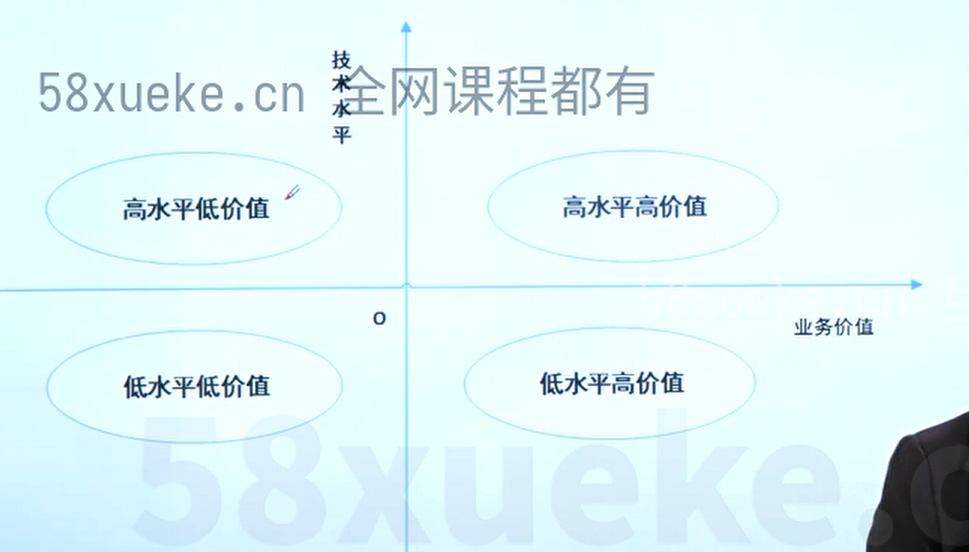 技术水平
58xueke.cn 全网课程都有
高水平低价值
高水平高价值
58xueke.cn
O
业务价值
低水平低价值
低水平高价值
58xueke.c